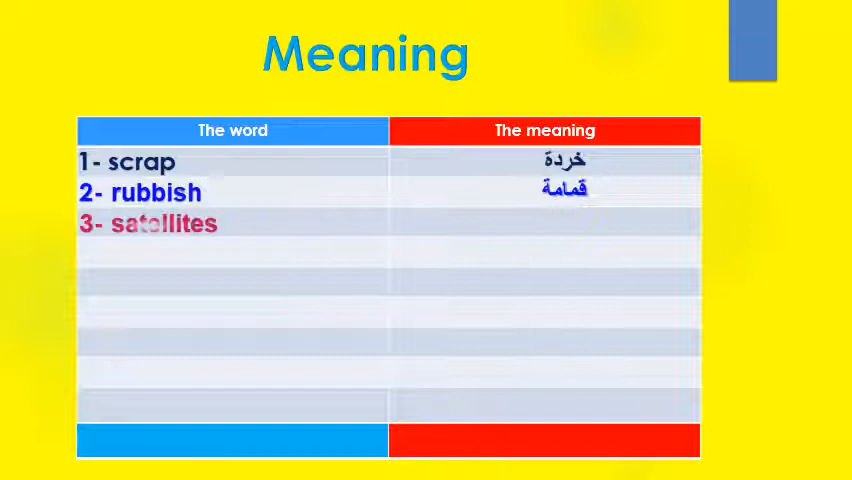 Meaning
The word The meaning
1- scrap خردة
2- rubbish قمامة
3- satellites